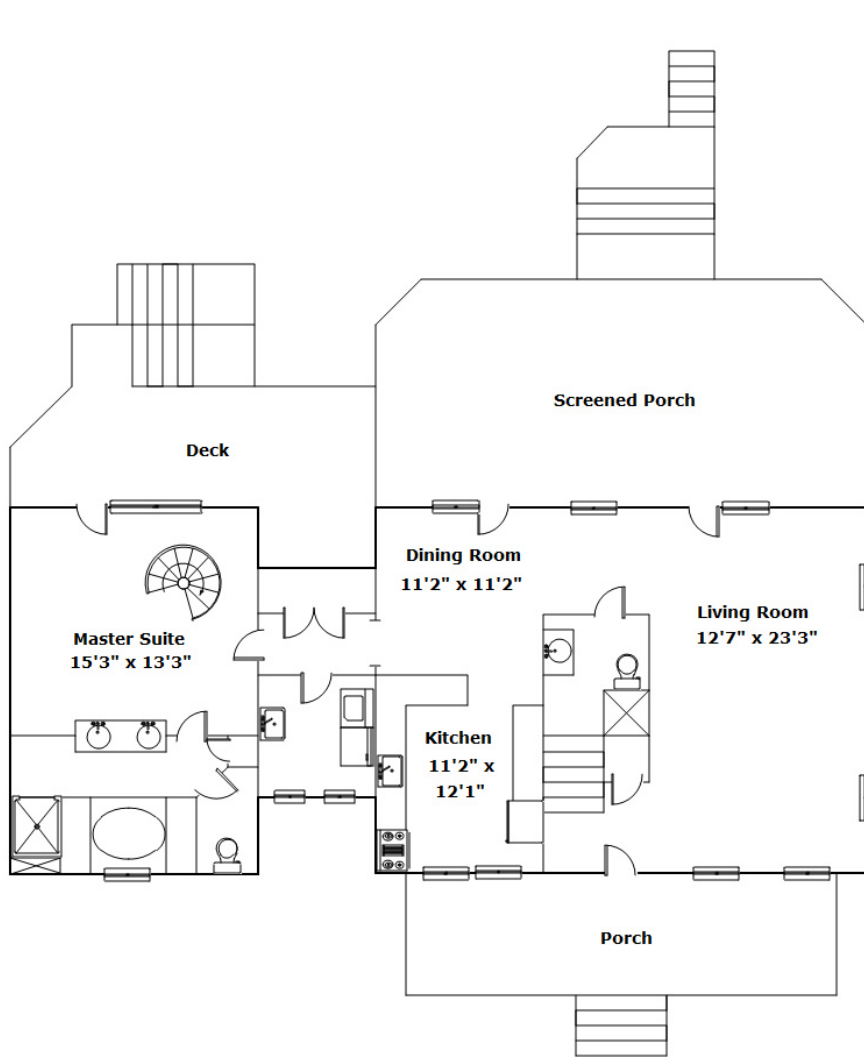 Screened Porch
Deck
Dining Room
11'2" x 11'2"
Living Room
12'7" x 23'3"
Master Suite
15'3" x 13'3"
Kitchen
11'2" x
12'1"
Porch